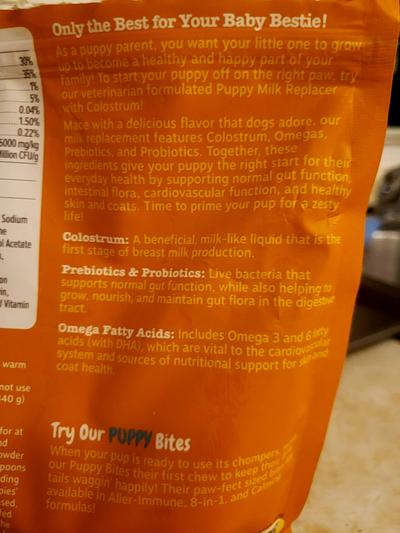 Only the Best for Your Baby Bestie!
As a puppy parent, you want your little one to grow
up to become a healthy and happy part of your
family! To start your puppy off on the right paw, try
our veterinarian formulated Puppy Milk Replacer
with Colostrum!
Made with a delicious flavor that dogs adore, our
milk replacement features Colostrum, Omegas,
Prebiotics, and Probiotics. Together, these
ingredients give your puppy the right start for their
everyday health by supporting normal gut function,
intestinal flora, cardiovascular function, and healthy
skin and coats. Time to prime your pup for a zesty
life!
Colostrum: A beneficial, milk-like liquid that is the
first stage of breast milk production.
Prebiotics & Probiotics: Live bacteria that
supports normal gut function, while also helping to
grow, nourish, and maintain gut flora in the digestive
tract.
Omega Fatty Acids: Includes Omega 3 and 6 fatty
acids (with DHA), which are vital to the cardiovascular
system and sources of nutritional support for skin and
coat health.
Try Our PUPPY Bites
When your pup is ready to use its chompers,
our Puppy Bites their first chew to keep their
tails waggin' happily! Their paw-fect sized
available in Aller-Immune, 8-in-1, and Calming
formulas!
30%
35%
1%
5%
0.04%
1.50%
0.22%
5000 mg/kg
Million CFU/g
Sodium
Acetate
Vitamin
warm
not use
for at